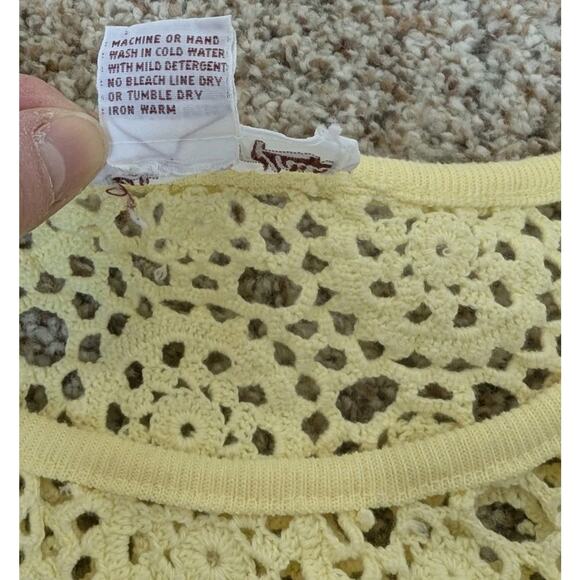 MACHINE OR HAND
WASH IN COLD WATER
WITH MILD DETERGENT
NO BLEACH LINE DRY
OR TUMBLE DRY
IRON WARM